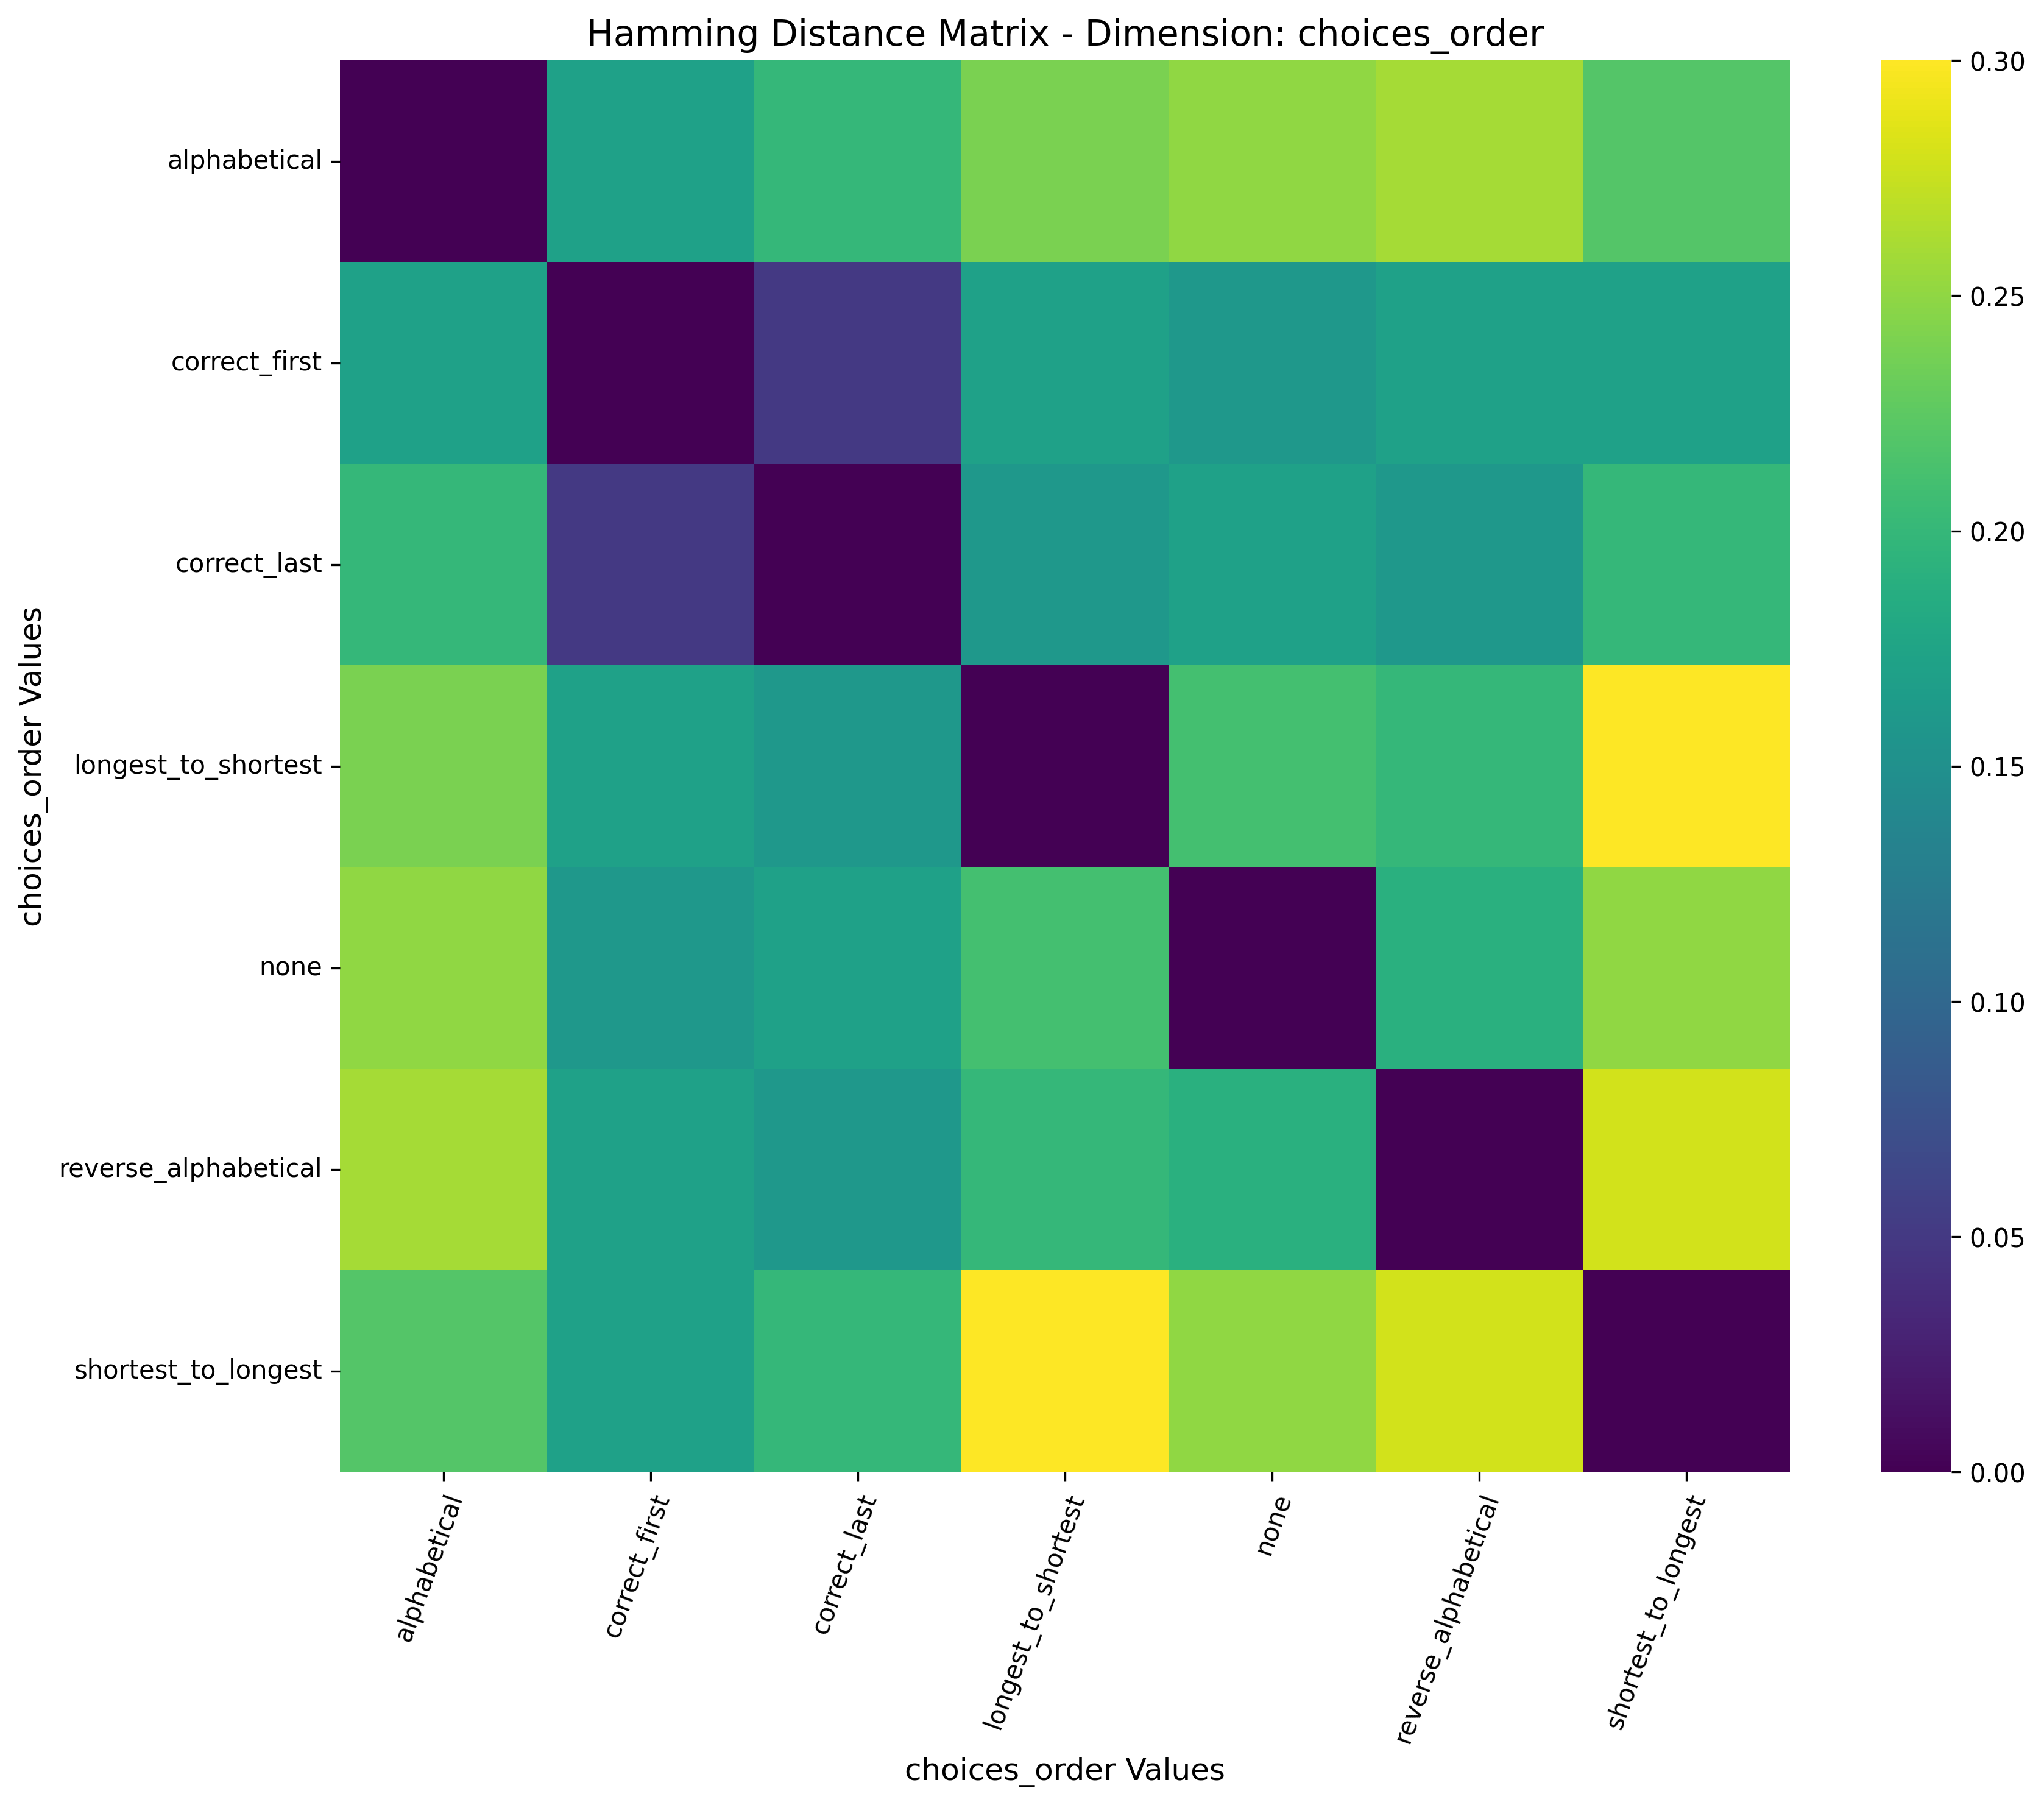 Hamming Distance Matrix - Dimension: choices_order
choices_order Values
alphabetical
correct_first
correct_last
longest_to_shortest
none
reverse_alphabetical
shortest_to_longest
alphabetical
correct_first
correct_last
longest_to_shortest
none
reverse_alphabetical
shortest_to_longest
choices_order Values
0.30
0.25
0.20
0.15
0.10
0.05
0.00